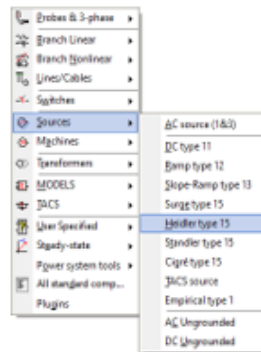 Probes & 3-phase
Branch Linear
Branch Nonlinear
Lines/Cables
Switches
Sources
Machines
Transformers
MODELS
TACS
User Specified
Steady-state
Power system tools
All standard comp...
Plugins
AC source (1&3)
DC type 11
Ramp type 12
Slope-Ramp type 13
Surge type 15
Heidler type 15
Standler type 15
Cigré type 15
TACS source
Empirical type 1
AC Ungrounded
DC Ungrounded